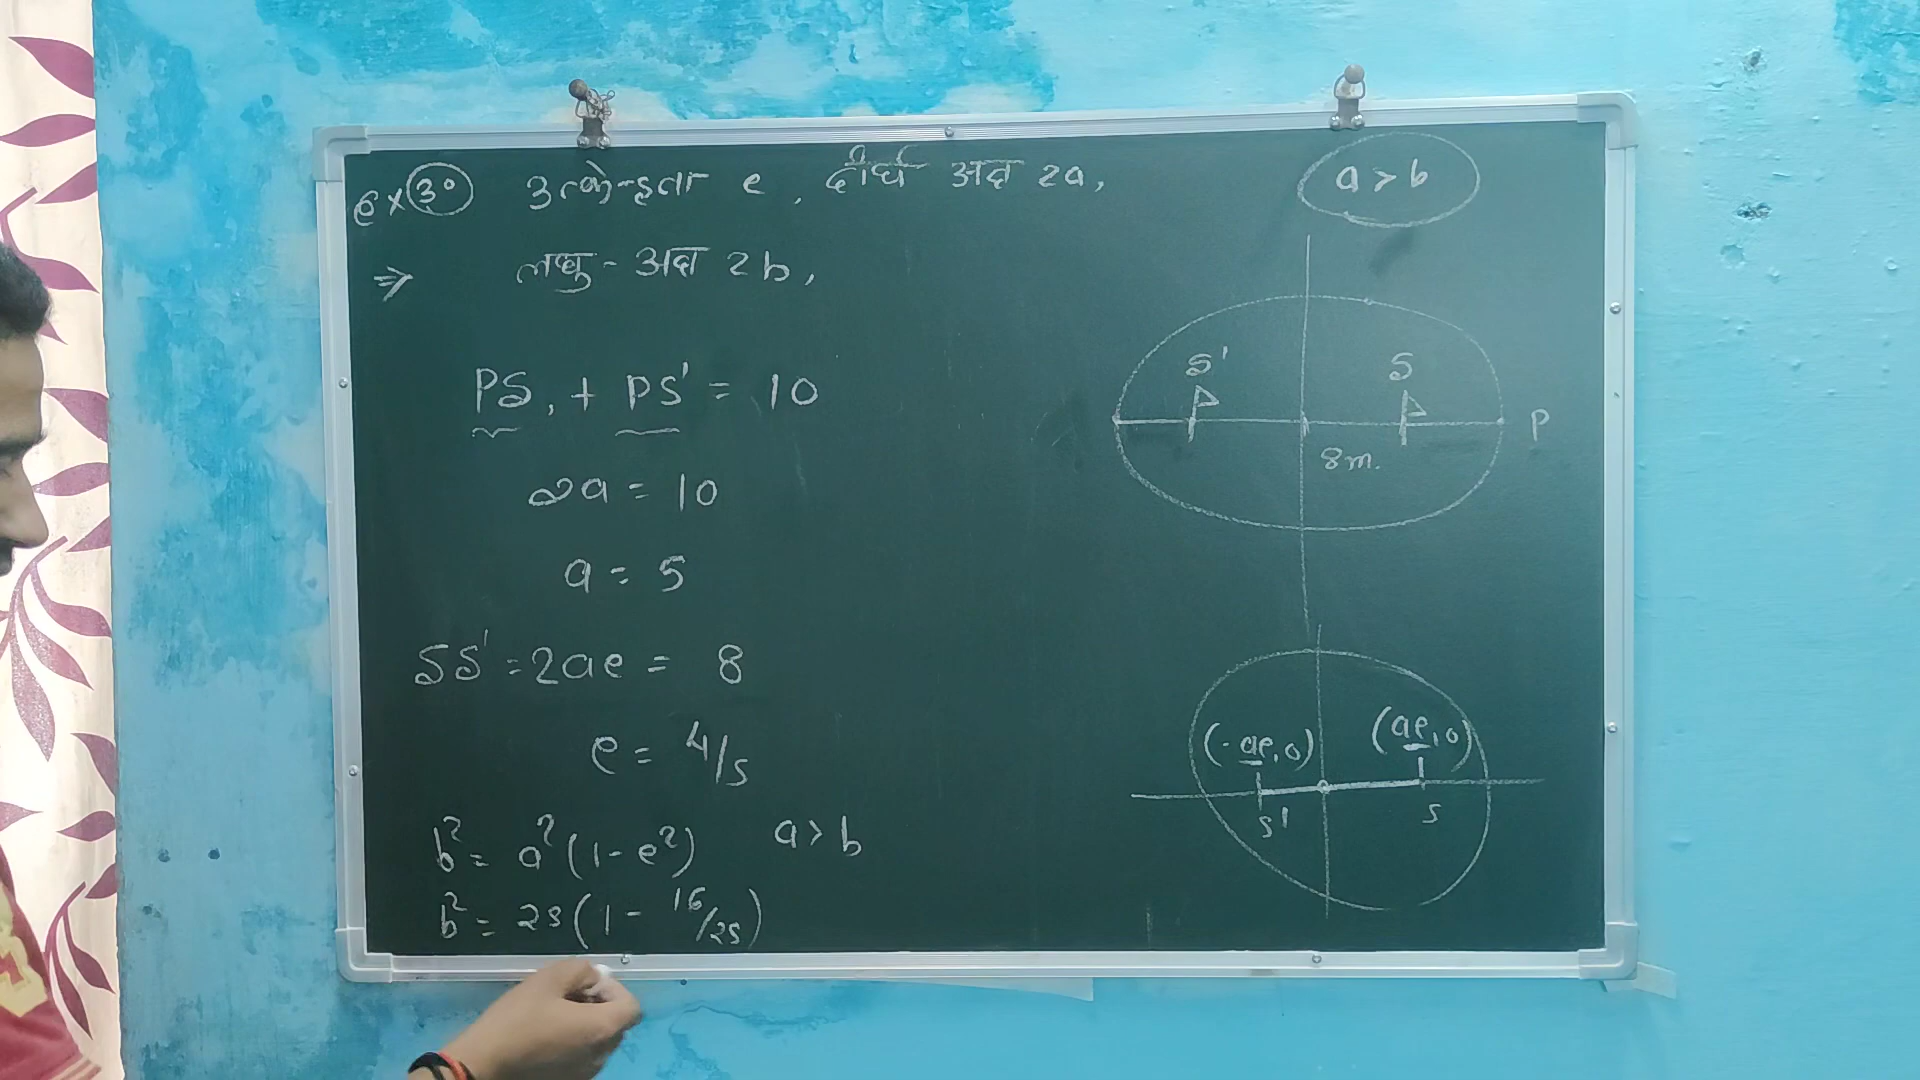 ex 3° उत्केन्द्रता e , दीर्घ अक्ष 2a,
⇒ लघु - अक्ष 2b,
PS, + PS' = 10
2a = 10
a = 5
SS' = 2ae = 8
e = 4/5
b² = a² (1 - e²) a > b
b² = 25 (1 - 16/25)
a > b
S' S
P
8m.
(-ae,0) (ae,0)
S' S